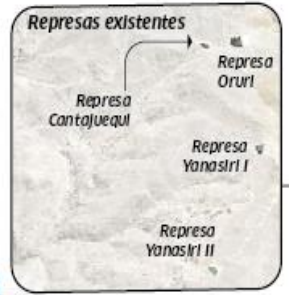 Represas existentes
Represa
Oruri
Represa
Cantajuequi
Represa
Yanasiri I
Represa
Yanasiri II